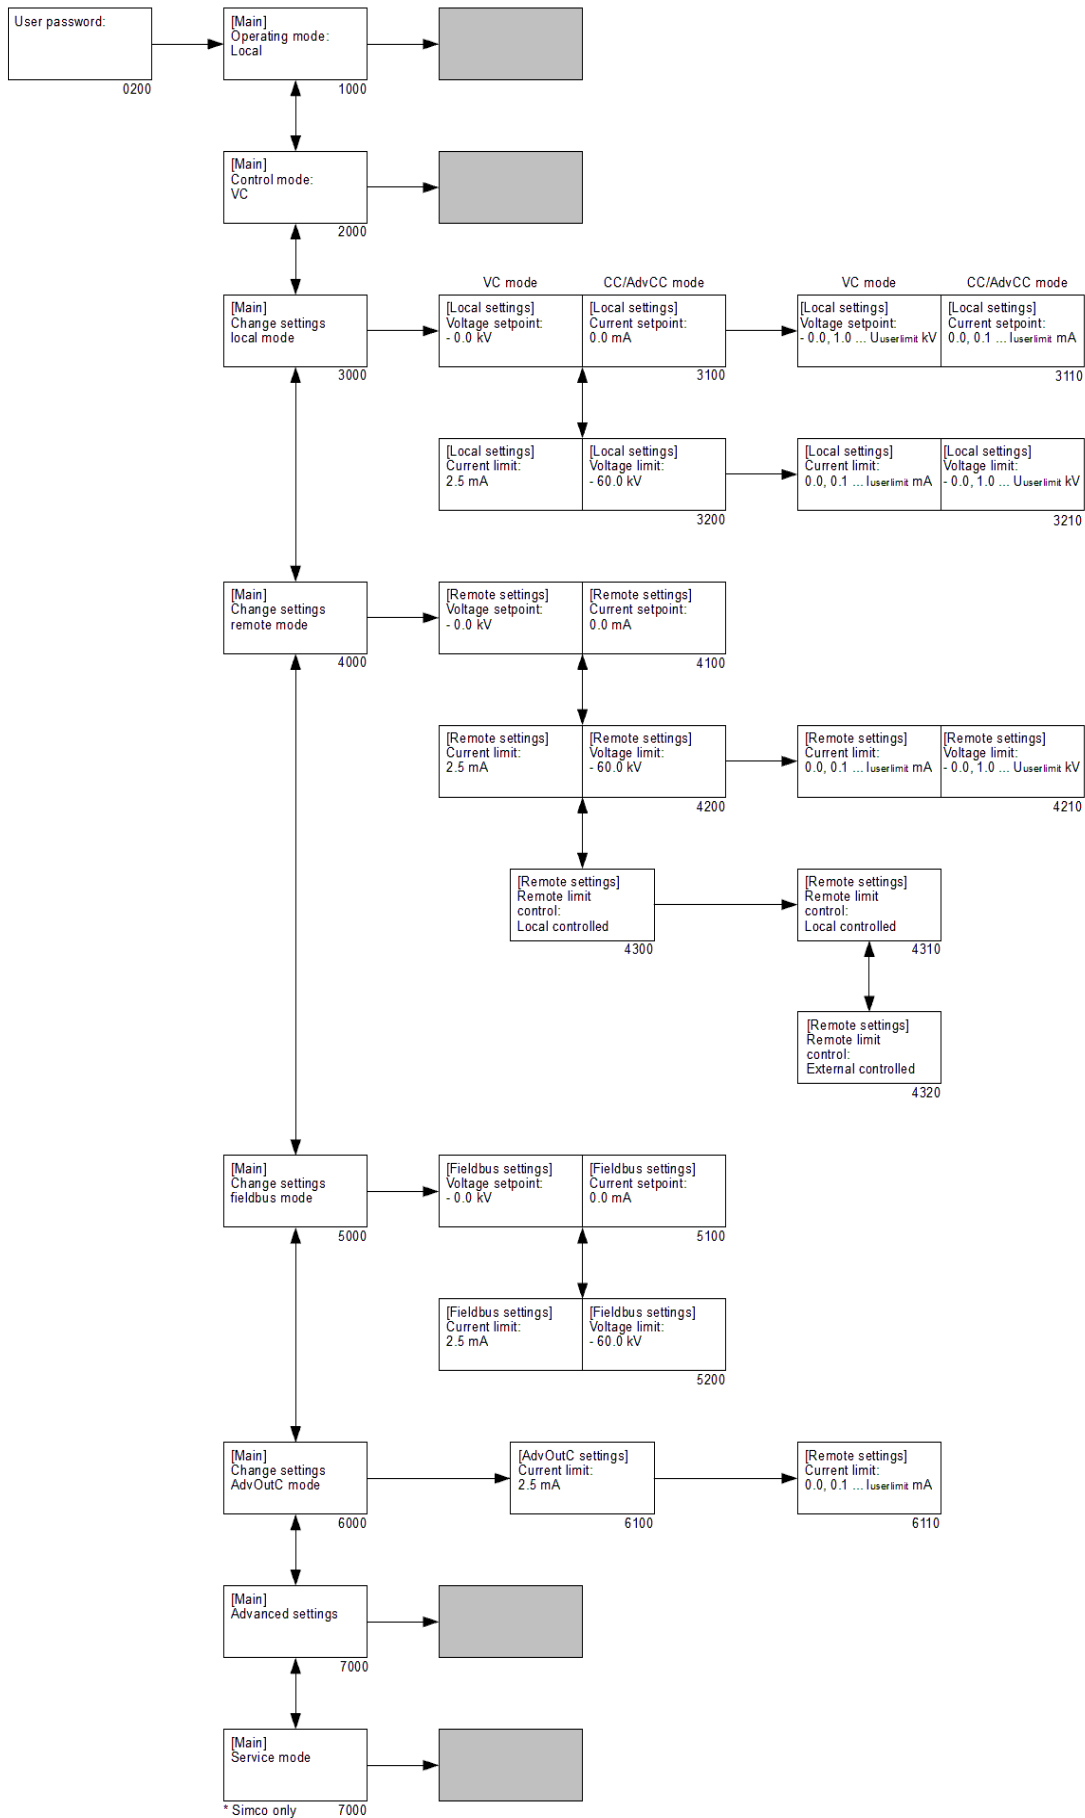 User password:
0200
[Main]
Operating mode:
Local
1000
[Main]
Control mode:
VC
2000
VC mode
CC/AdvCC mode
VC mode
CC/AdvCC mode
[Main]
Change settings
local mode
3000
[Local settings]
Voltage setpoint:
- 0.0 kV
[Local settings]
Current setpoint:
0.0 mA
3100
[Local settings]
Voltage setpoint:
- 0.0, 1.0 ... Uuserlimit kV
[Local settings]
Current setpoint:
0.0, 0.1 ... Iuserlimit mA
3110
[Local settings]
Current limit:
2.5 mA
[Local settings]
Voltage limit:
- 60.0 kV
3200
[Local settings]
Current limit:
0.0, 0.1 ... Iuserlimit mA
[Local settings]
Voltage limit:
- 0.0, 1.0 ... Uuserlimit kV
3210
[Main]
Change settings
remote mode
4000
[Remote settings]
Voltage setpoint:
- 0.0 kV
[Remote settings]
Current setpoint:
0.0 mA
4100
[Remote settings]
Current limit:
2.5 mA
[Remote settings]
Voltage limit:
- 60.0 kV
4200
[Remote settings]
Current limit:
0.0, 0.1 ... Iuserlimit mA
[Remote settings]
Voltage limit:
- 0.0, 1.0 ... Uuserlimit kV
4210
[Remote settings]
Remote limit
control:
Local controlled
4300
[Remote settings]
Remote limit
control:
Local controlled
4310
[Remote settings]
Remote limit
control:
External controlled
4320
[Main]
Change settings
fieldbus mode
5000
[Fieldbus settings]
Voltage setpoint:
- 0.0 kV
[Fieldbus settings]
Current setpoint:
0.0 mA
5100
[Fieldbus settings]
Current limit:
2.5 mA
[Fieldbus settings]
Voltage limit:
- 60.0 kV
5200
[Main]
Change settings
AdvOutC mode
6000
[AdvOutC settings]
Current limit:
2.5 mA
6100
[Remote settings]
Current limit:
0.0, 0.1 ... Iuserlimit mA
6110
[Main]
Advanced settings
7000
[Main]
Service mode
* Simco only 7000